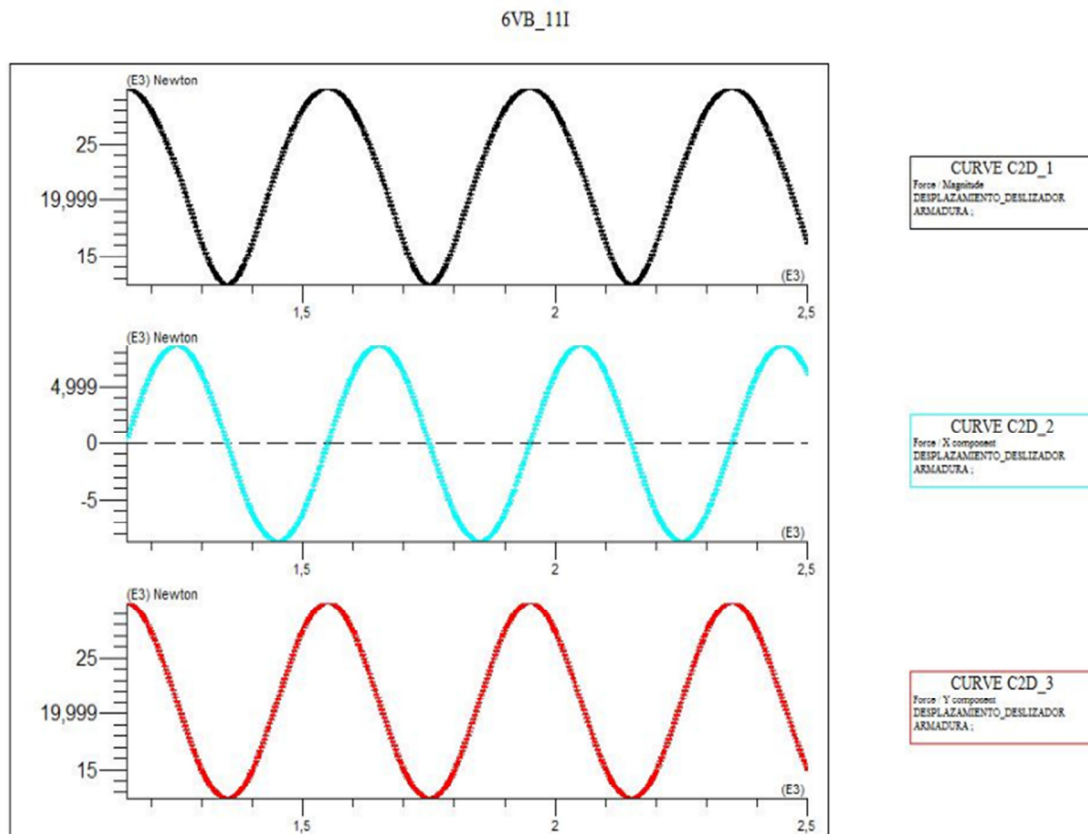 6VB_11I
(E3) Newton
25
19,999
15
(E3)
1,5
2
2,5
CURVE C2D_1
Force / Magnitude
DESPLAZAMIENTO_DESLIZADOR
ARMADURA ;
(E3) Newton
4,999
0
-5
(E3)
1,5
2
2,5
CURVE C2D_2
Force / X component
DESPLAZAMIENTO_DESLIZADOR
ARMADURA ;
(E3) Newton
25
19,999
15
(E3)
1,5
2
2,5
CURVE C2D_3
Force / Y component
DESPLAZAMIENTO_DESLIZADOR
ARMADURA ;